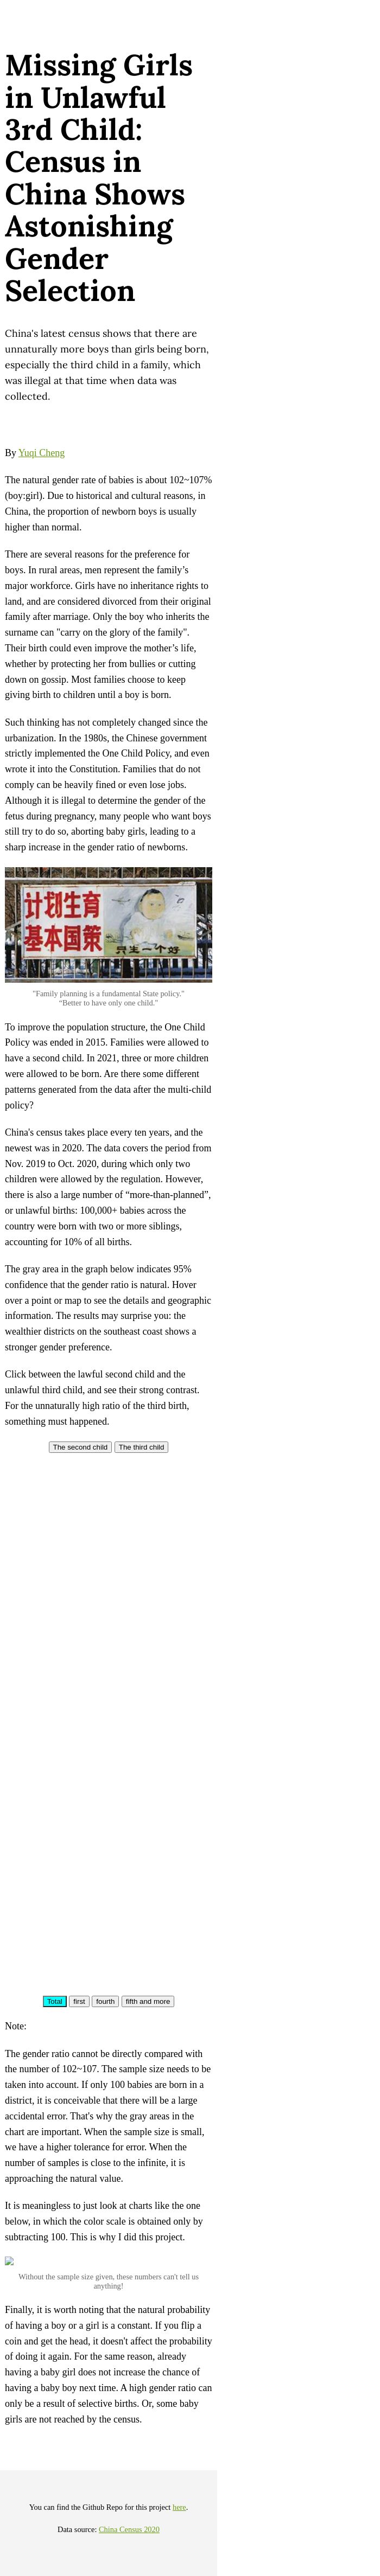 Missing Girls
in Unlawful
3rd Child:
Census in
China Shows
Astonishing
Gender
Selection
China's latest census shows that there are
unnaturally more boys than girls being born,
especially the third child in a family, which
was illegal at that time when data was
collected.
By Yuqi Cheng
The natural gender rate of babies is about 102~107%
(boy:girl). Due to historical and cultural reasons, in
China, the proportion of newborn boys is usually
higher than normal.
There are several reasons for the preference for
boys. In rural areas, men represent the family’s
major workforce. Girls have no inheritance rights to
land, and are considered divorced from their original
family after marriage. Only the boy who inherits the
surname can "carry on the glory of the family".
Their birth could even improve the mother’s life,
whether by protecting her from bullies or cutting
down on gossip. Most families choose to keep
giving birth to children until a boy is born.
Such thinking has not completely changed since the
urbanization. In the 1980s, the Chinese government
strictly implemented the One Child Policy, and even
wrote it into the Constitution. Families that do not
comply can be heavily fined or even lose jobs.
Although it is illegal to determine the gender of the
fetus during pregnancy, many people who want boys
still try to do so, aborting baby girls, leading to a
sharp increase in the gender ratio of newborns.
计划生育
基本国策
只生一个好
"Family planning is a fundamental State policy."
“Better to have only one child."
To improve the population structure, the One Child
Policy was ended in 2015. Families were allowed to
have a second child. In 2021, three or more children
were allowed to be born. Are there some different
patterns generated from the data after the multi-child
policy?
China's census takes place every ten years, and the
newest was in 2020. The data covers the period from
Nov. 2019 to Oct. 2020, during which only two
children were allowed by the regulation. However,
there is also a large number of “more-than-planned”,
or unlawful births: 100,000+ babies across the
country were born with two or more siblings,
accounting for 10% of all births.
The gray area in the graph below indicates 95%
confidence that the gender ratio is natural. Hover
over a point or map to see the details and geographic
information. The results may surprise you: the
wealthier districts on the southeast coast shows a
stronger gender preference.
Click between the lawful second child and the
unlawful third child, and see their strong contrast.
For the unnaturally high ratio of the third birth,
something must happened.
The second child The third child
Total first fourth fifth and more
Note:
The gender ratio cannot be directly compared with
the number of 102~107. The sample size needs to be
taken into account. If only 100 babies are born in a
district, it is conceivable that there will be a large
accidental error. That's why the gray areas in the
chart are important. When the sample size is small,
we have a higher tolerance for error. When the
number of samples is close to the infinite, it is
approaching the natural value.
It is meaningless to just look at charts like the one
below, in which the color scale is obtained only by
subtracting 100. This is why I did this project.
Without the sample size given, these numbers can't tell us
anything!
Finally, it is worth noting that the natural probability
of having a boy or a girl is a constant. If you flip a
coin and get the head, it doesn't affect the probability
of doing it again. For the same reason, already
having a baby girl does not increase the chance of
having a baby boy next time. A high gender ratio can
only be a result of selective births. Or, some baby
girls are not reached by the census.
You can find the Github Repo for this project here.
Data source: China Census 2020